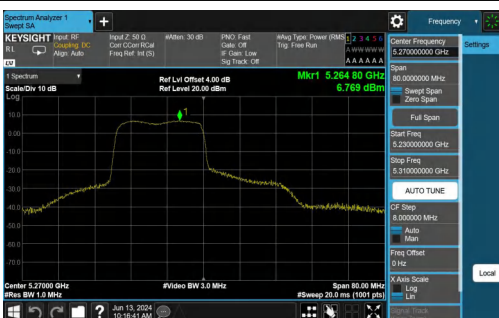 Spectrum Analyzer 1
Swept SA
Frequency
KEYSIGHT Input: RF Input Z: 50 Ω #Atten: 30 dB PNO: Fast #Avg Type: Power (RMS 1 2 3 4 5 6
RL Coupling: DC Corr CCorr RCal Gate: Off Trig: Free Run
Align: Auto Freq Ref: Int (S) IF Gain: Low
Sig Track: Off
A W W W W W
A A A A A A
LW
1 Spectrum
Scale/Div 10 dB
Ref Lvl Offset 4.00 dB
Ref Level 20.00 dBm
Mkr1 5.264 80 GHz
6.769 dBm
Log
1
10.0
0.00
-10.0
-20.0
-30.0
-40.0
-50.0
-60.0
-70.0
Center 5.27000 GHz
#Res BW 1.0 MHz
#Video BW 3.0 MHz
Span 80.00 MHz
#Sweep 20.0 ms (1001 pts)
Jun 13, 2024
10:16:41 AM
Center Frequency
5.270000000 GHz
Settings
Span
80.0000000 MHz
Swept Span
Zero Span
Full Span
Start Freq
5.230000000 GHz
Stop Freq
5.310000000 GHz
AUTO TUNE
CF Step
8.000000 MHz
Auto
Man
Freq Offset
0 Hz
X Axis Scale
Log
Lin
Local
Signal Track